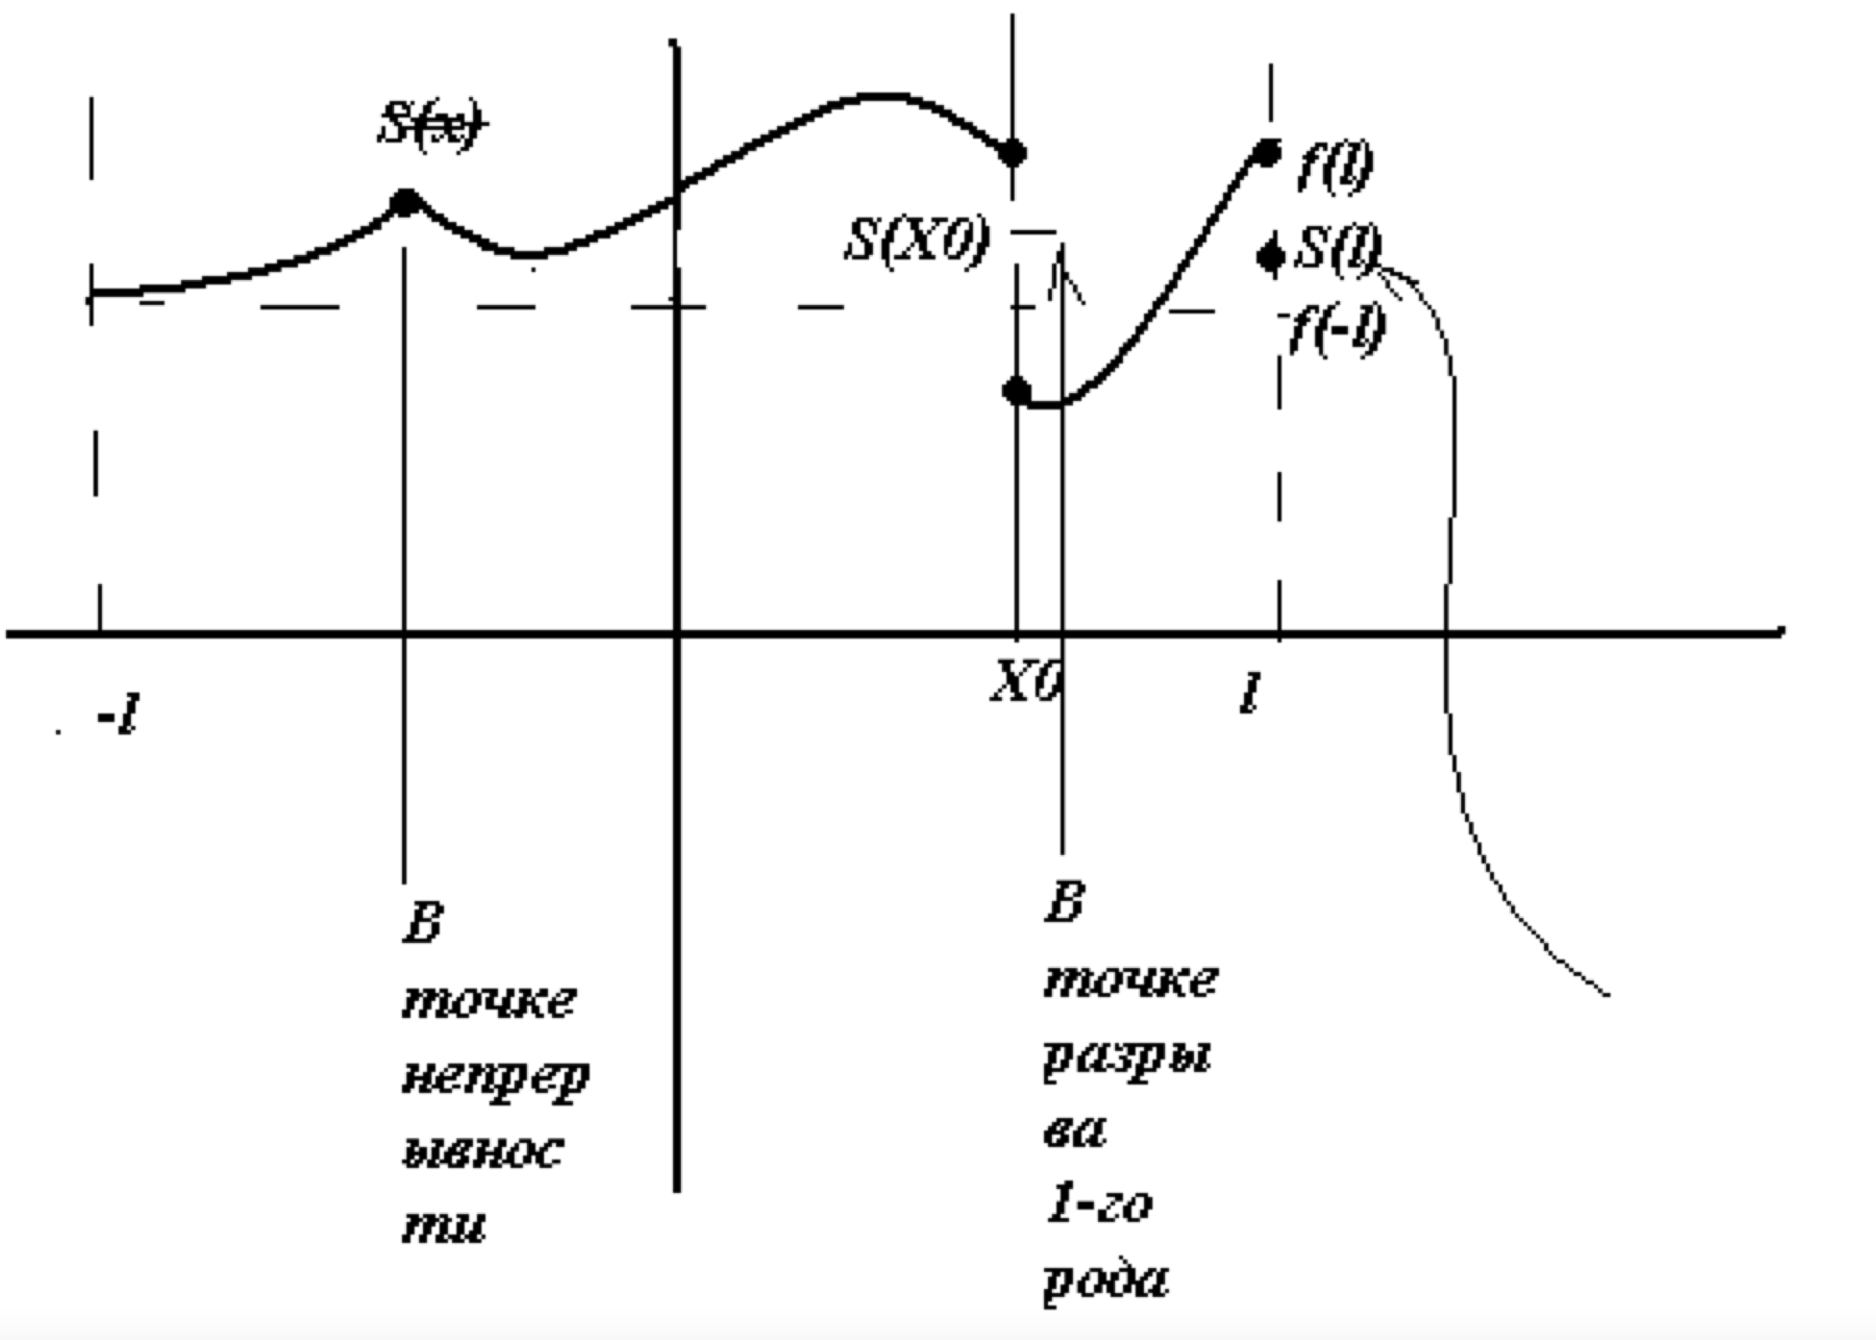 S(x)
f(l)
S(X0)
S(l)
f(-l)
-l
X0
l
В
точке
непрер
ывнос
ти
В
точке
разры
ва
1-го
рода